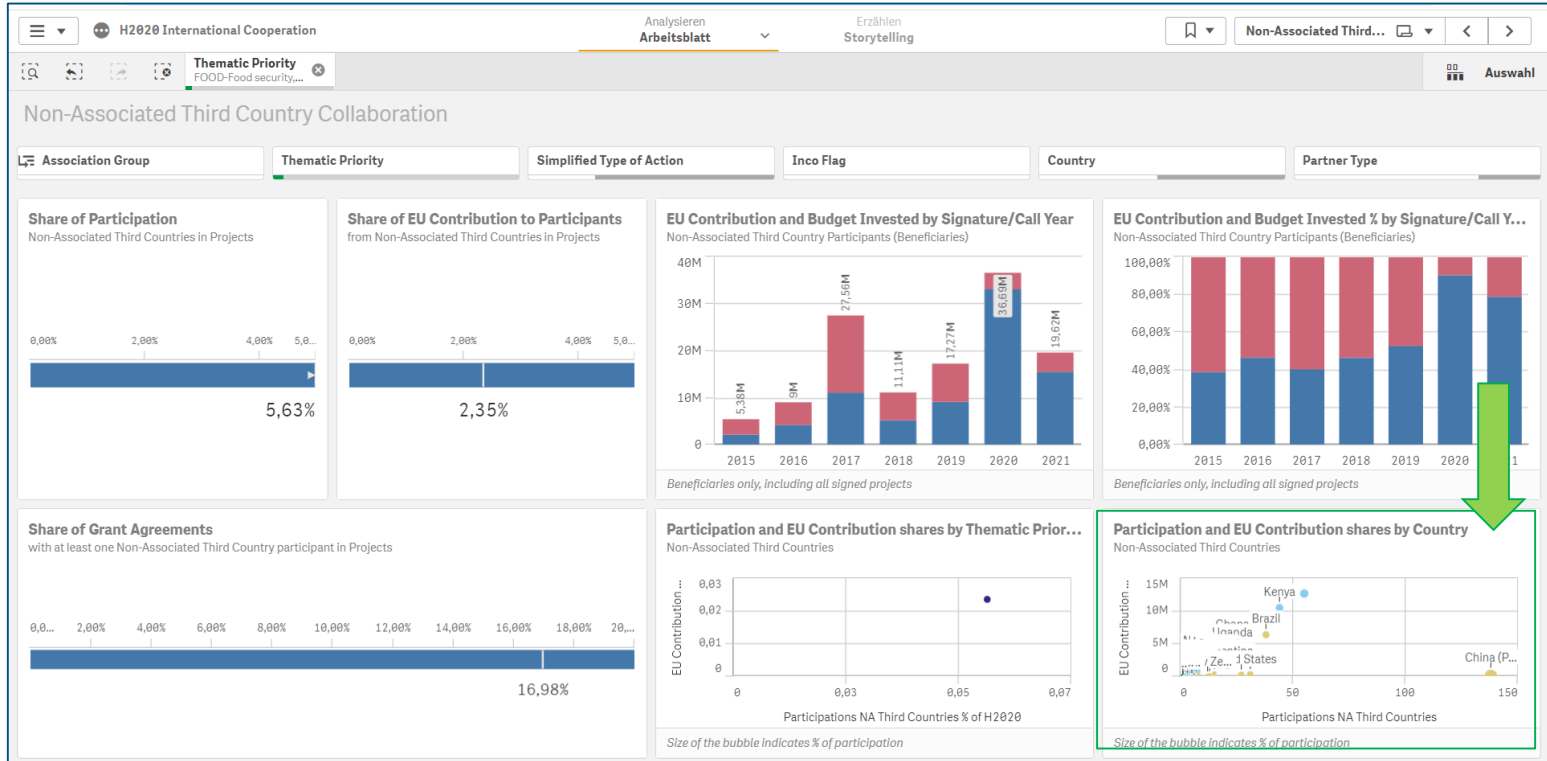 H2020 International Cooperation
Analysieren
Arbeitsblatt
Erzählen
Storytelling
Non-Associated Third...
Thematic Priority
FOOD-Food security,...
Auswahl
Non-Associated Third Country Collaboration
Association Group
Thematic Priority
Simplified Type of Action
Inco Flag
Country
Partner Type
Share of Participation
Non-Associated Third Countries in Projects
0,00% 2,00% 4,00% 5,0...
5,63%
Share of EU Contribution to Participants
from Non-Associated Third Countries in Projects
0,00% 2,00% 4,00% 5,0...
2,35%
EU Contribution and Budget Invested by Signature/Call Year
Non-Associated Third Country Participants (Beneficiaries)
40M
30M
20M
10M
0
5,38M 9M 27,56M 11,11M 17,27M 36,69M 19,62M
2015 2016 2017 2018 2019 2020 2021
Beneficiaries only, including all signed projects
EU Contribution and Budget Invested % by Signature/Call Y...
Non-Associated Third Country Participants (Beneficiaries)
100,00%
80,00%
60,00%
40,00%
20,00%
0,00%
2015 2016 2017 2018 2019 2020 1
Beneficiaries only, including all signed projects
Share of Grant Agreements
with at least one Non-Associated Third Country participant in Projects
0,0... 2,00% 4,00% 6,00% 8,00% 10,00% 12,00% 14,00% 16,00% 18,00% 20,...
16,98%
Participation and EU Contribution shares by Thematic Prior...
Non-Associated Third Countries
EU Contribution ...
0,03
0,02
0,01
0
0 0,03 0,05 0,07
Participations NA Third Countries % of H2020
Size of the bubble indicates % of participation
Participation and EU Contribution shares by Country
Non-Associated Third Countries
EU Contribution ...
15M
10M
5M
0
Kenya
Brazil
Uganda
States
China (P...
0 50 100 150
Participations NA Third Countries
Size of the bubble indicates % of participation